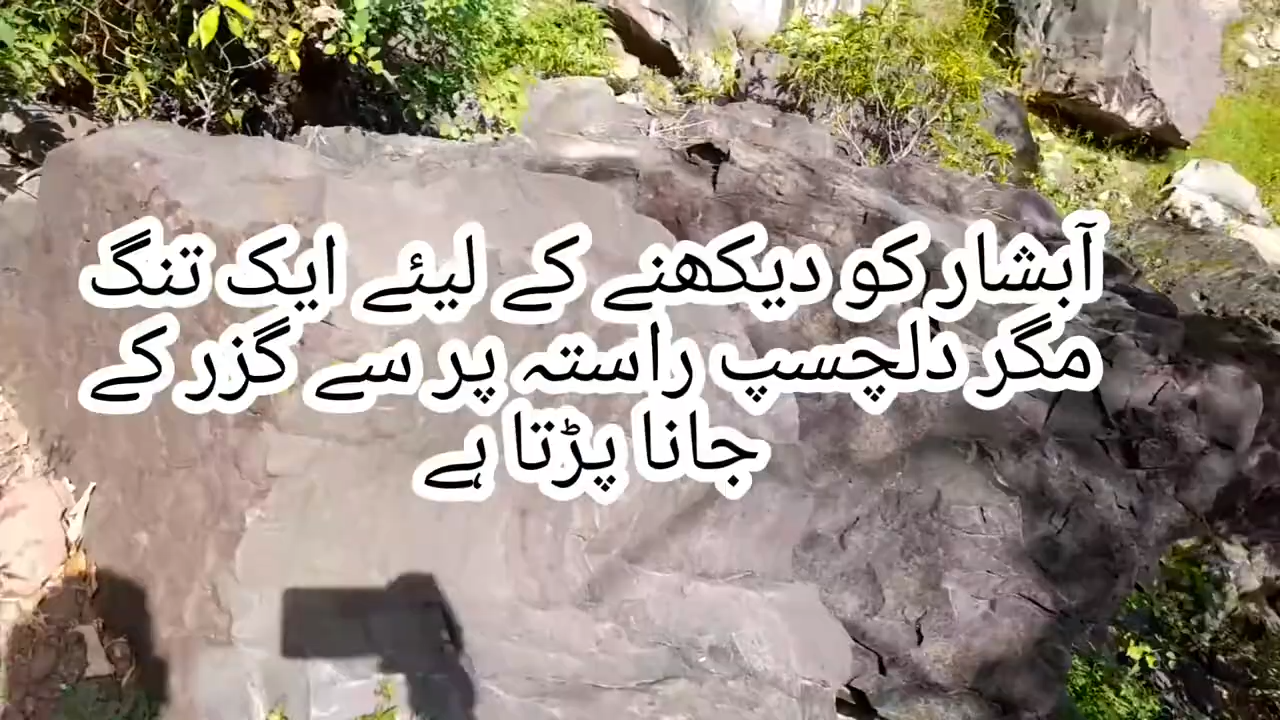 آبشار کو دیکھنے کے لیئے ایک تنگ
مگر دلچسپ راستہ پر سے گزر کے
جانا پڑتا ہے